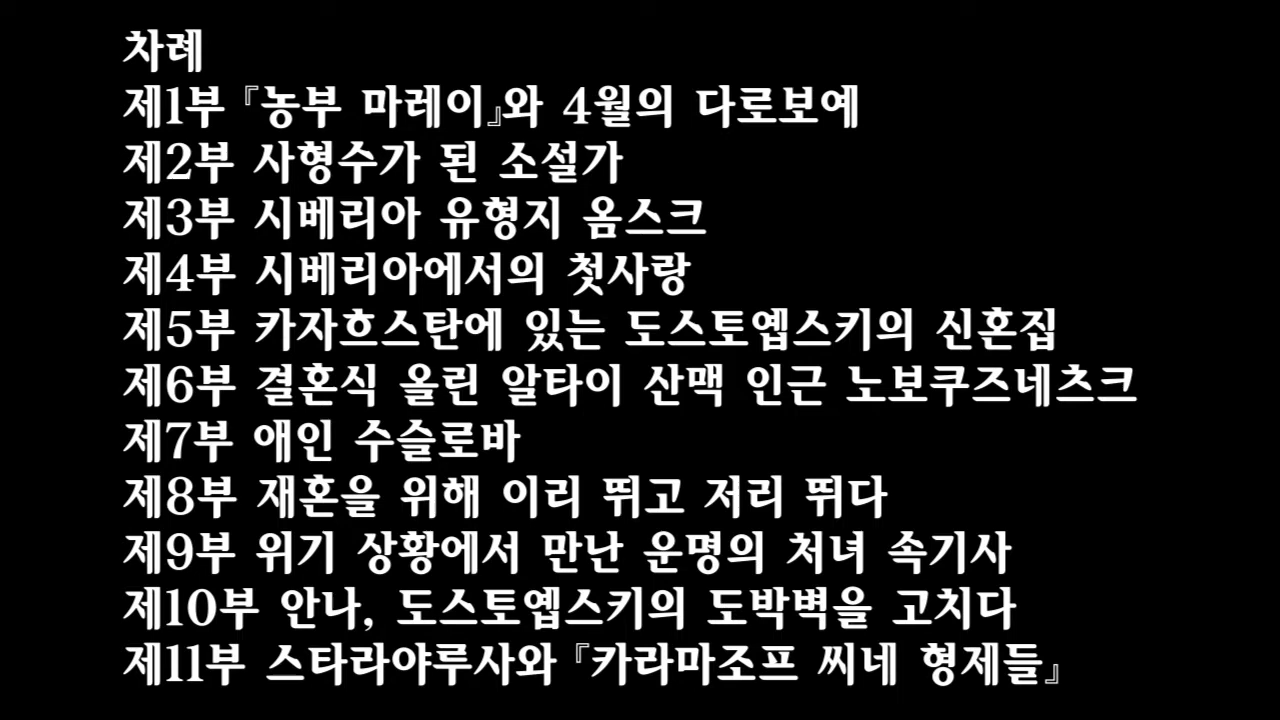 차례
제1부 『농부 마레이』와 4월의 다로보예
제2부 사형수가 된 소설가
제3부 시베리아 유형지 옴스크
제4부 시베리아에서의 첫사랑
제5부 카자흐스탄에 있는 도스토옙스키의 신혼집
제6부 결혼식 올린 알타이 산맥 인근 노보쿠즈네츠크
제7부 애인 수슬로바
제8부 재혼을 위해 이리 뛰고 저리 뛰다
제9부 위기 상황에서 만난 운명의 처녀 속기사
제10부 안나, 도스토옙스키의 도박벽을 고치다
제11부 스타라야루사와 『카라마조프 씨네 형제들』